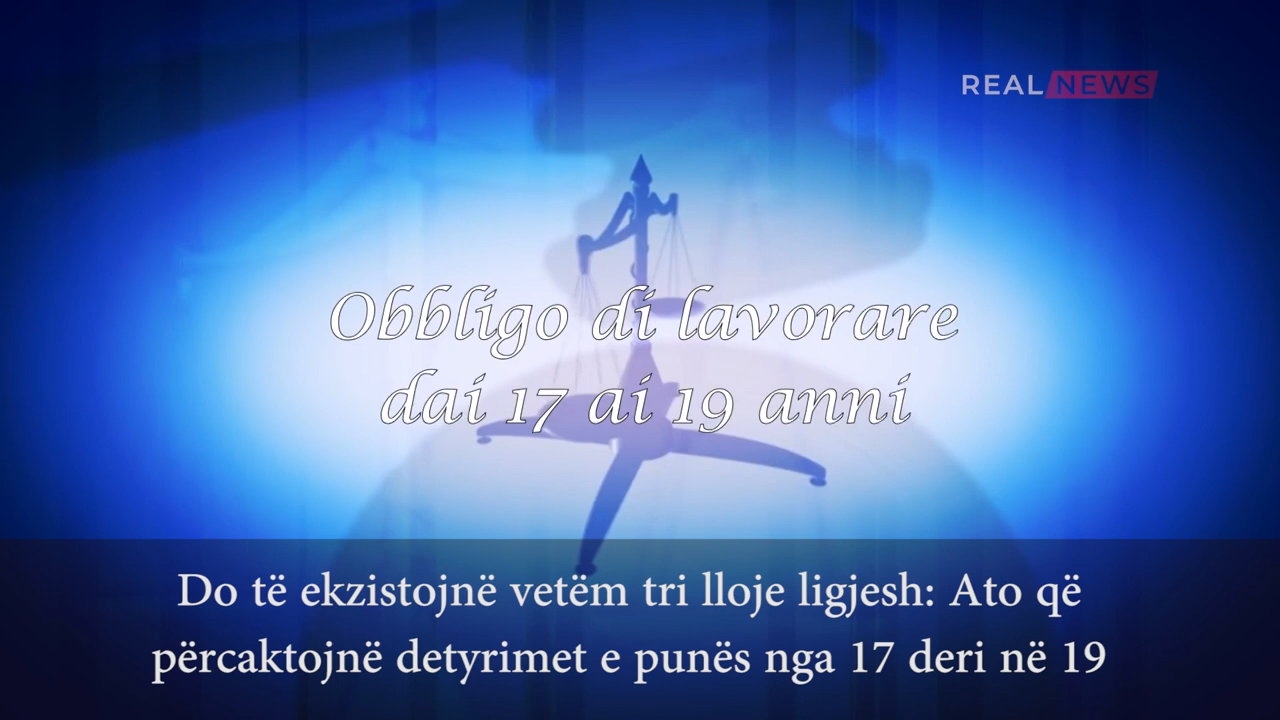 REAL NEWS
Obbligo di lavorare
dai 17 ai 19 anni
Do të ekzistojnë vetëm tri lloje ligjesh: Ato që
përcaktojnë detyrimet e punës nga 17 deri në 19